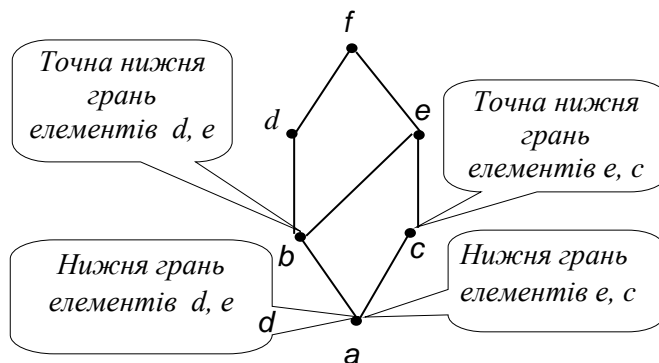 f
Точна нижня
грань
елементів d, e
d
e
Точна нижня
грань
елементів e, c
b
c
Нижня грань
елементів d, e
d
Нижня грань
елементів e, c
a